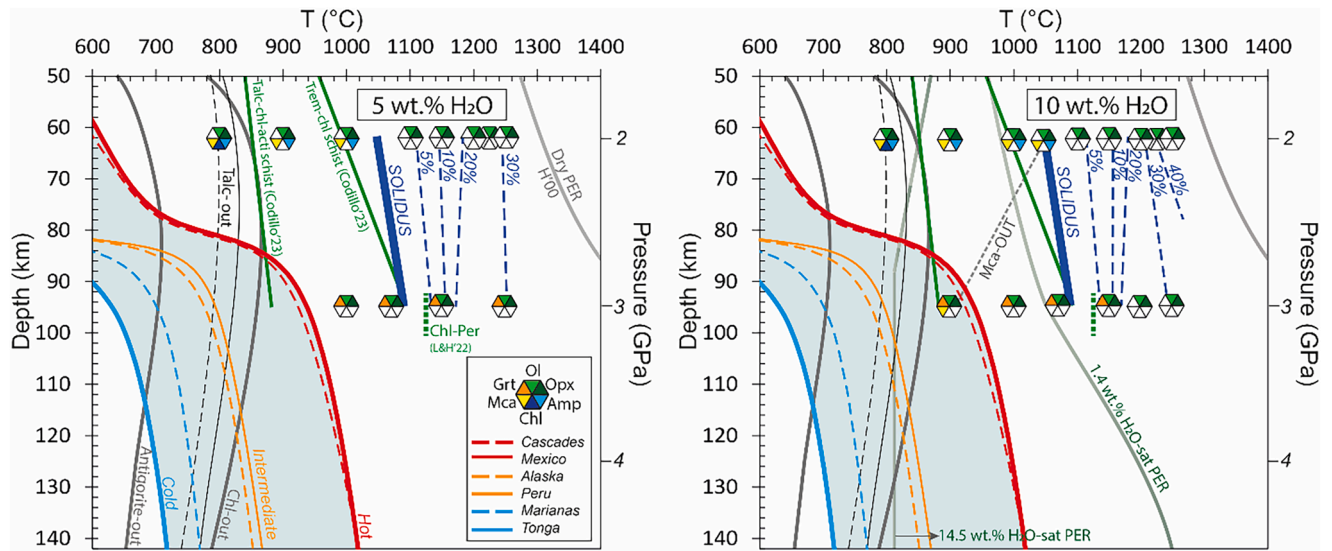 T (°C)
600 700 800 900 1000 1100 1200 1300 1400
50
60
70
80
90
100
110
120
130
140
Depth (km)
2
3
4
Pressure (GPa)
5 wt.% H₂O
Talc-chl-acti schist (Codillo'23)
Trem-chl schist (Codillo'23)
Talc- out
SOLIDUS
5%
10%
20%
30%
Dry PER
H'00
Chl-Per
(L&H'22)
Antigorite-out
Cold
Chl-out
Intermediate
Hot
Ol
Grt Opx
Mca Amp
Chl
Cascades
Mexico
Alaska
Peru
Marianas
Tonga
T (°C)
600 700 800 900 1000 1100 1200 1300 1400
50
60
70
80
90
100
110
120
130
140
Depth (km)
2
3
4
Pressure (GPa)
10 wt.% H₂O
SOLIDUS
5%
10%
20%
30%
40%
Mca-OUT
1.4 wt.% H₂O-sat PER
14.5 wt.% H₂O-sat PER